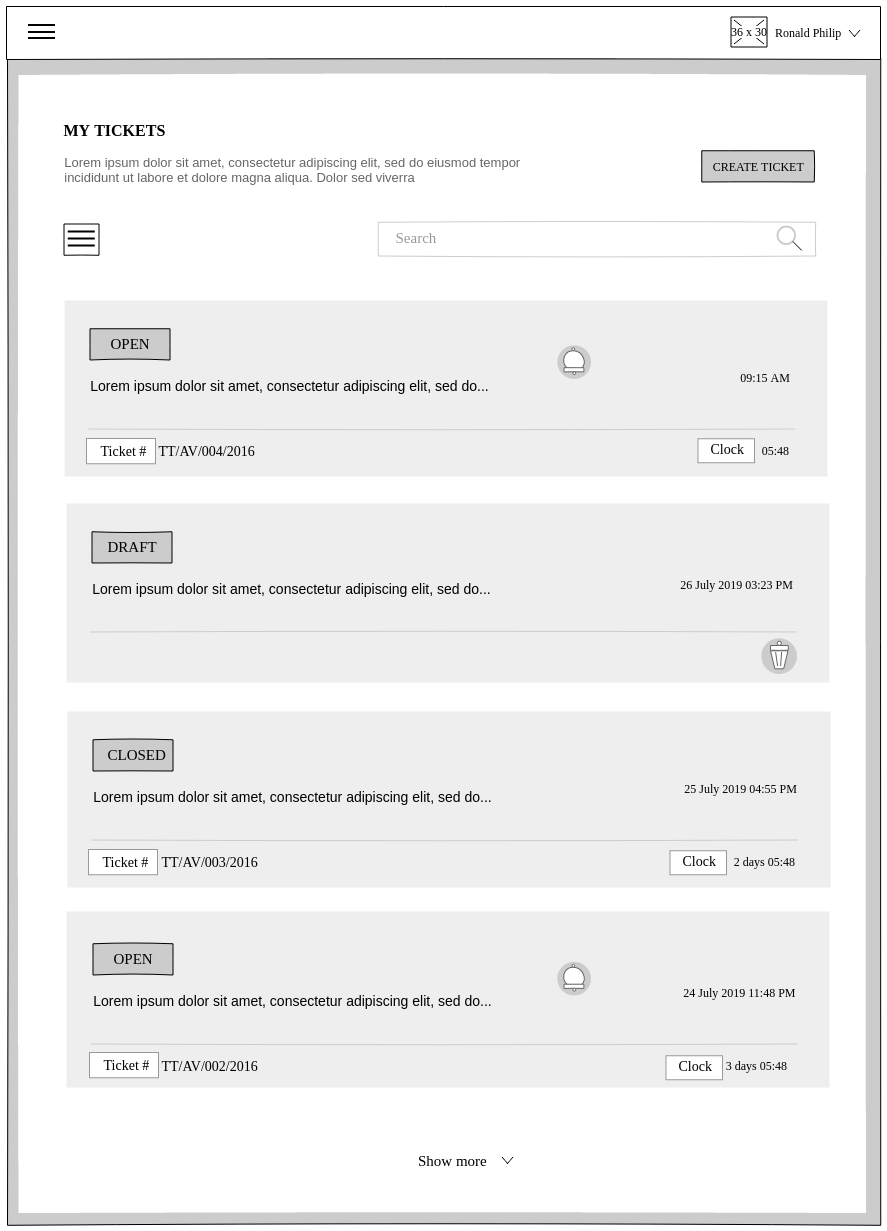 36 x 30 Ronald Philip
MY TICKETS
Lorem ipsum dolor sit amet, consectetur adipiscing elit, sed do eiusmod tempor
incididunt ut labore et dolore magna aliqua. Dolor sed viverra
CREATE TICKET
Search
OPEN
Lorem ipsum dolor sit amet, consectetur adipiscing elit, sed do...
09:15 AM
Ticket # TT/AV/004/2016
Clock 05:48
DRAFT
Lorem ipsum dolor sit amet, consectetur adipiscing elit, sed do...
26 July 2019 03:23 PM
CLOSED
Lorem ipsum dolor sit amet, consectetur adipiscing elit, sed do...
25 July 2019 04:55 PM
Ticket # TT/AV/003/2016
Clock 2 days 05:48
OPEN
Lorem ipsum dolor sit amet, consectetur adipiscing elit, sed do...
24 July 2019 11:48 PM
Ticket # TT/AV/002/2016
Clock 3 days 05:48
Show more